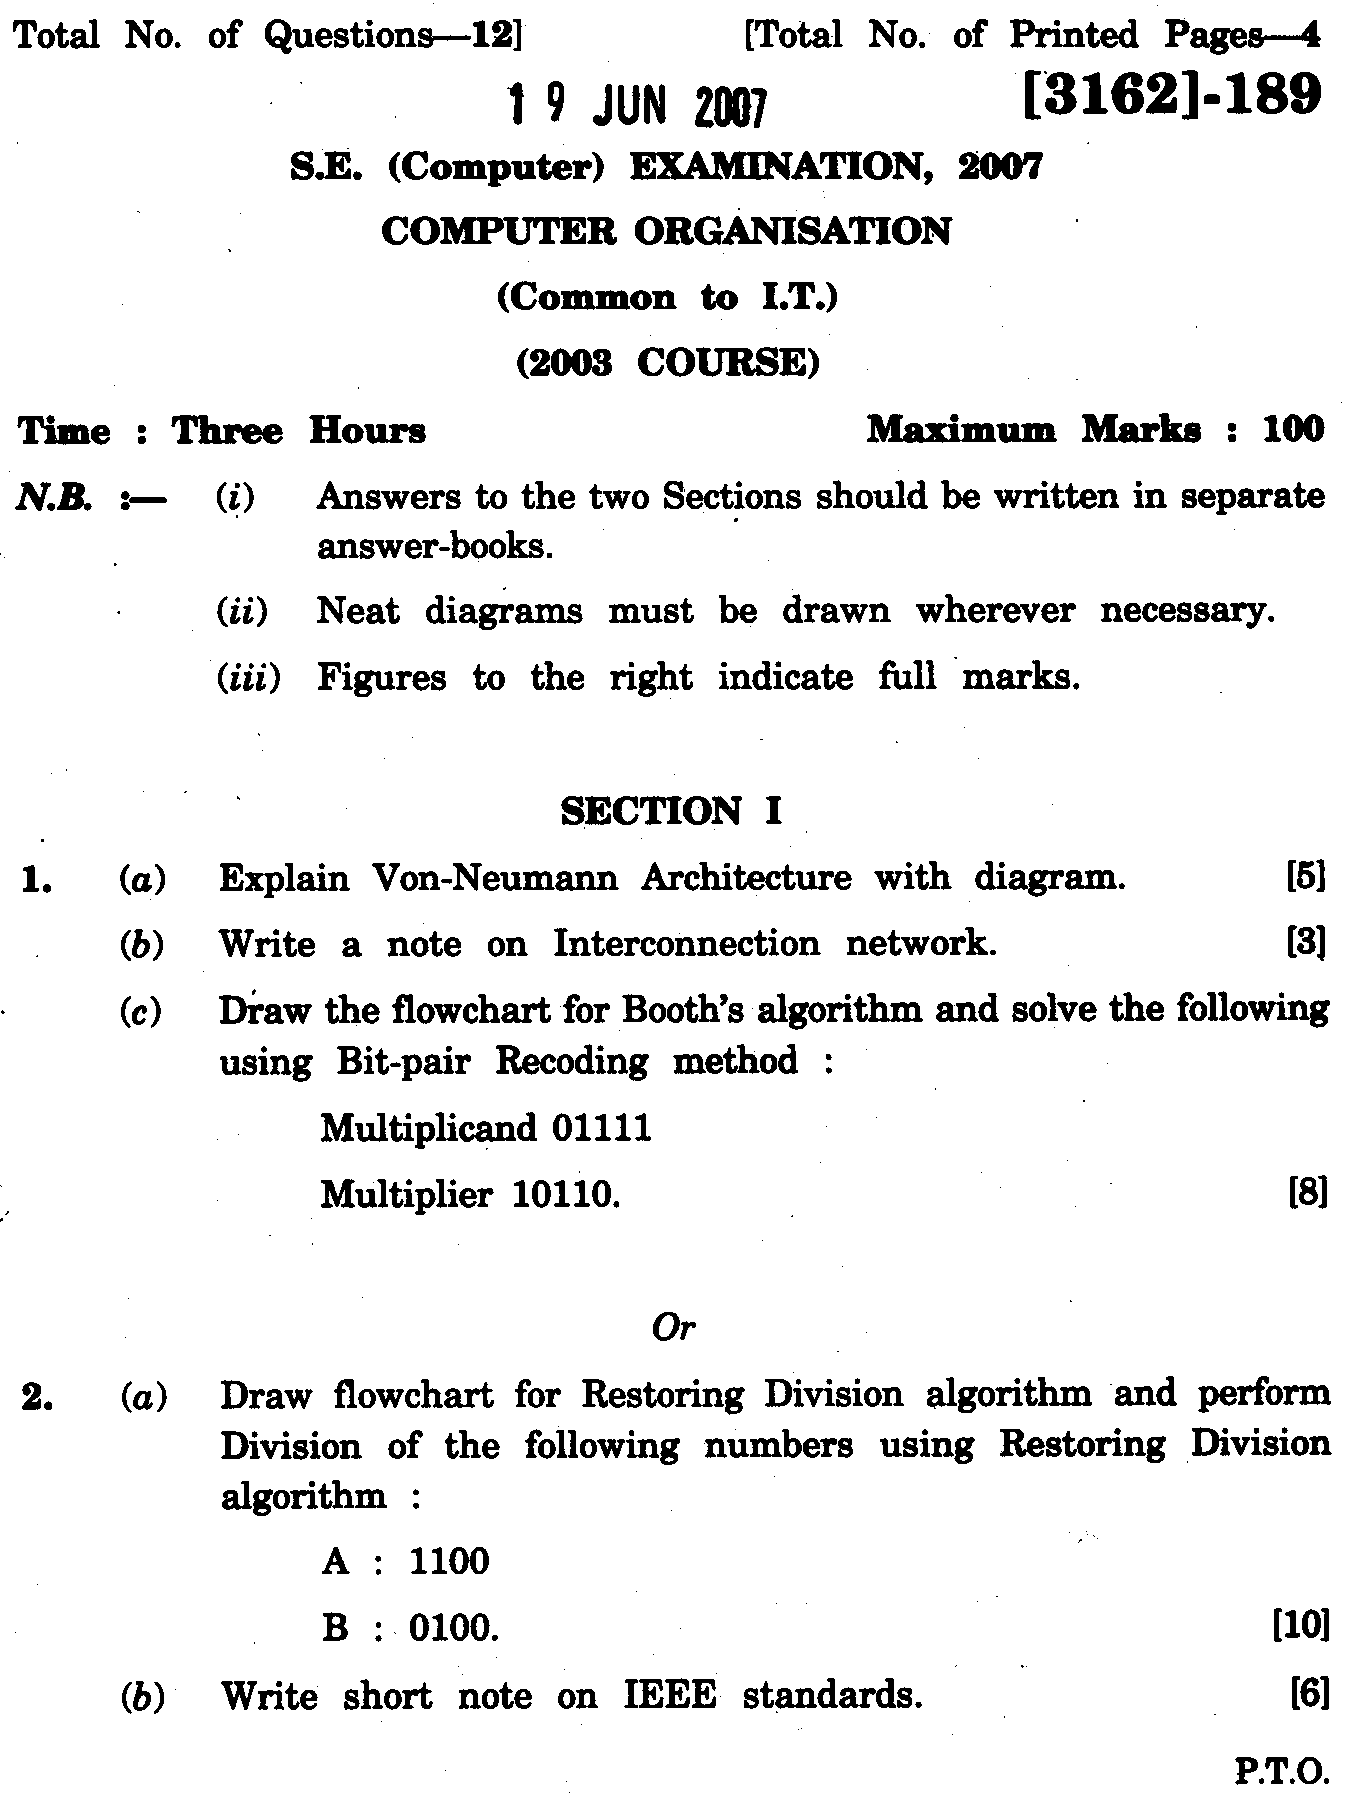 Total No. of Questions—12] [Total No. of Printed Pages—4
19 JUN 2007 [3162]-189
S.E. (Computer) EXAMINATION, 2007
COMPUTER ORGANISATION
(Common to I.T.)
(2003 COURSE)
Time : Three Hours Maximum Marks : 100
N.B. :— (i) Answers to the two Sections should be written in separate
answer-books.
(ii) Neat diagrams must be drawn wherever necessary.
(iii) Figures to the right indicate full marks.
SECTION I
1. (a) Explain Von-Neumann Architecture with diagram. [5]
(b) Write a note on Interconnection network. [3]
(c) Draw the flowchart for Booth's algorithm and solve the following
using Bit-pair Recoding method :
Multiplicand 01111
Multiplier 10110. [8]
Or
2. (a) Draw flowchart for Restoring Division algorithm and perform
Division of the following numbers using Restoring Division
algorithm :
A : 1100
B : 0100. [10]
(b) Write short note on IEEE standards. [6]
P.T.O.